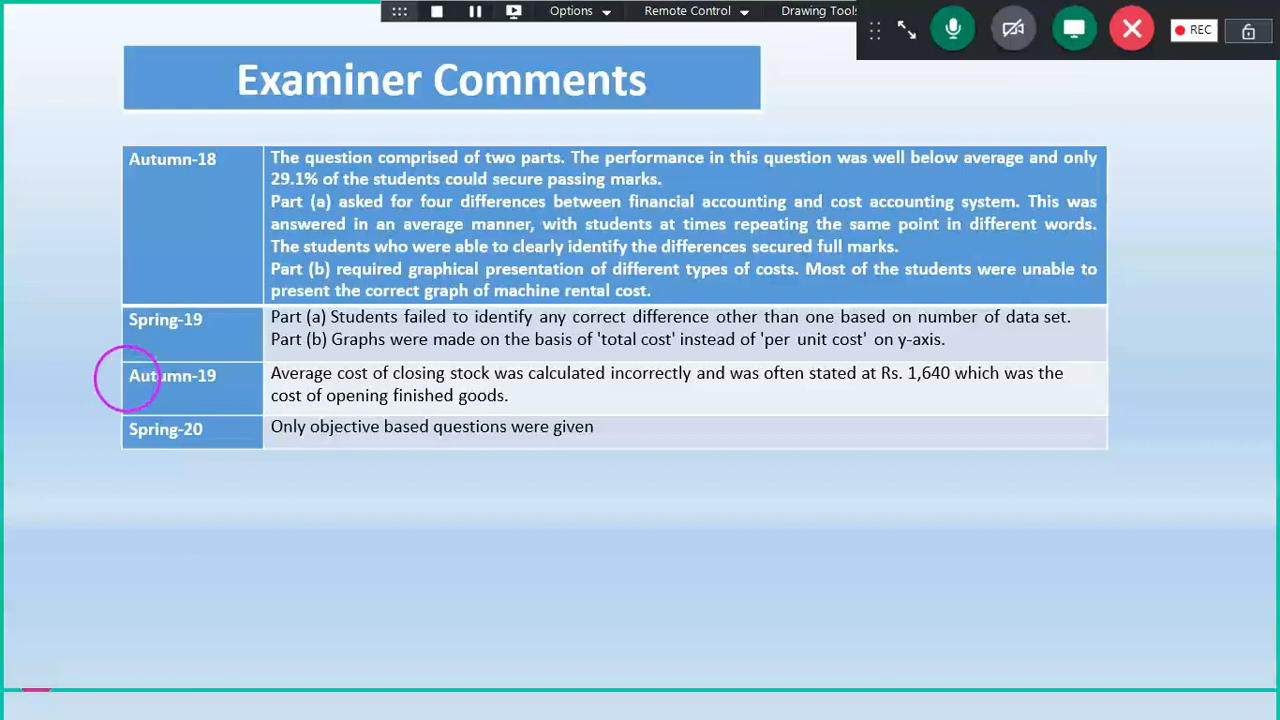 Options
Remote Control
Drawing Tools
REC
Examiner Comments
Autumn-18
The question comprised of two parts. The performance in this question was well below average and only
29.1% of the students could secure passing marks.
Part (a) asked for four differences between financial accounting and cost accounting system. This was
answered in an average manner, with students at times repeating the same point in different words.
The students who were able to clearly identify the differences secured full marks.
Part (b) required graphical presentation of different types of costs. Most of the students were unable to
present the correct graph of machine rental cost.
Spring-19
Part (a) Students failed to identify any correct difference other than one based on number of data set.
Part (b) Graphs were made on the basis of 'total cost' instead of 'per unit cost' on y-axis.
Autumn-19
Average cost of closing stock was calculated incorrectly and was often stated at Rs. 1,640 which was the
cost of opening finished goods.
Spring-20
Only objective based questions were given